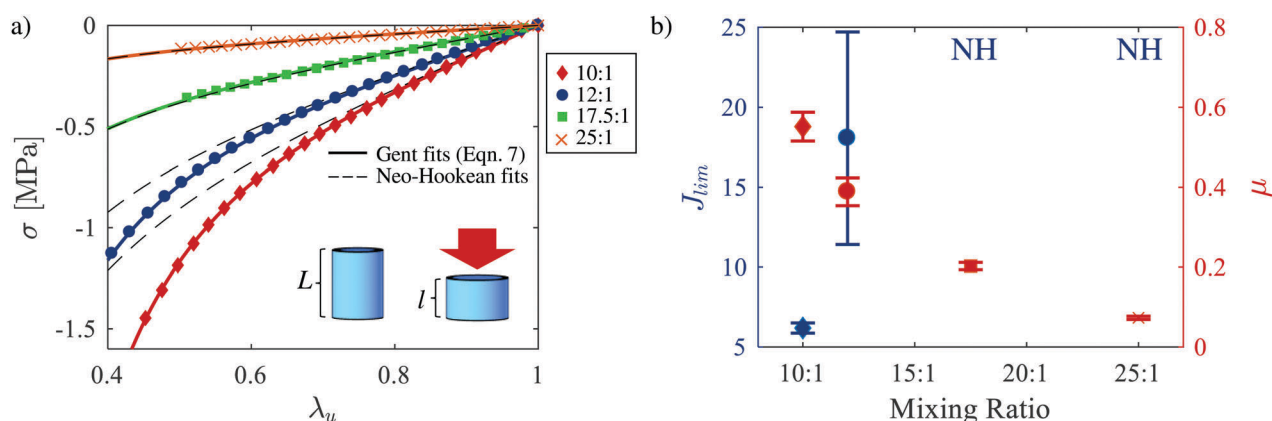 a)
σ [MPa]
0
-0.5
-1
-1.5
0.4
0.6
0.8
1
λ_u
Gent fits (Eqn. 7)
Neo-Hookean fits
L
l
10:1
12:1
17.5:1
25:1
b)
J_lim
25
20
15
10
5
NH
NH
0.8
0.6
0.4
0.2
0
μ
10:1
15:1
20:1
25:1
Mixing Ratio